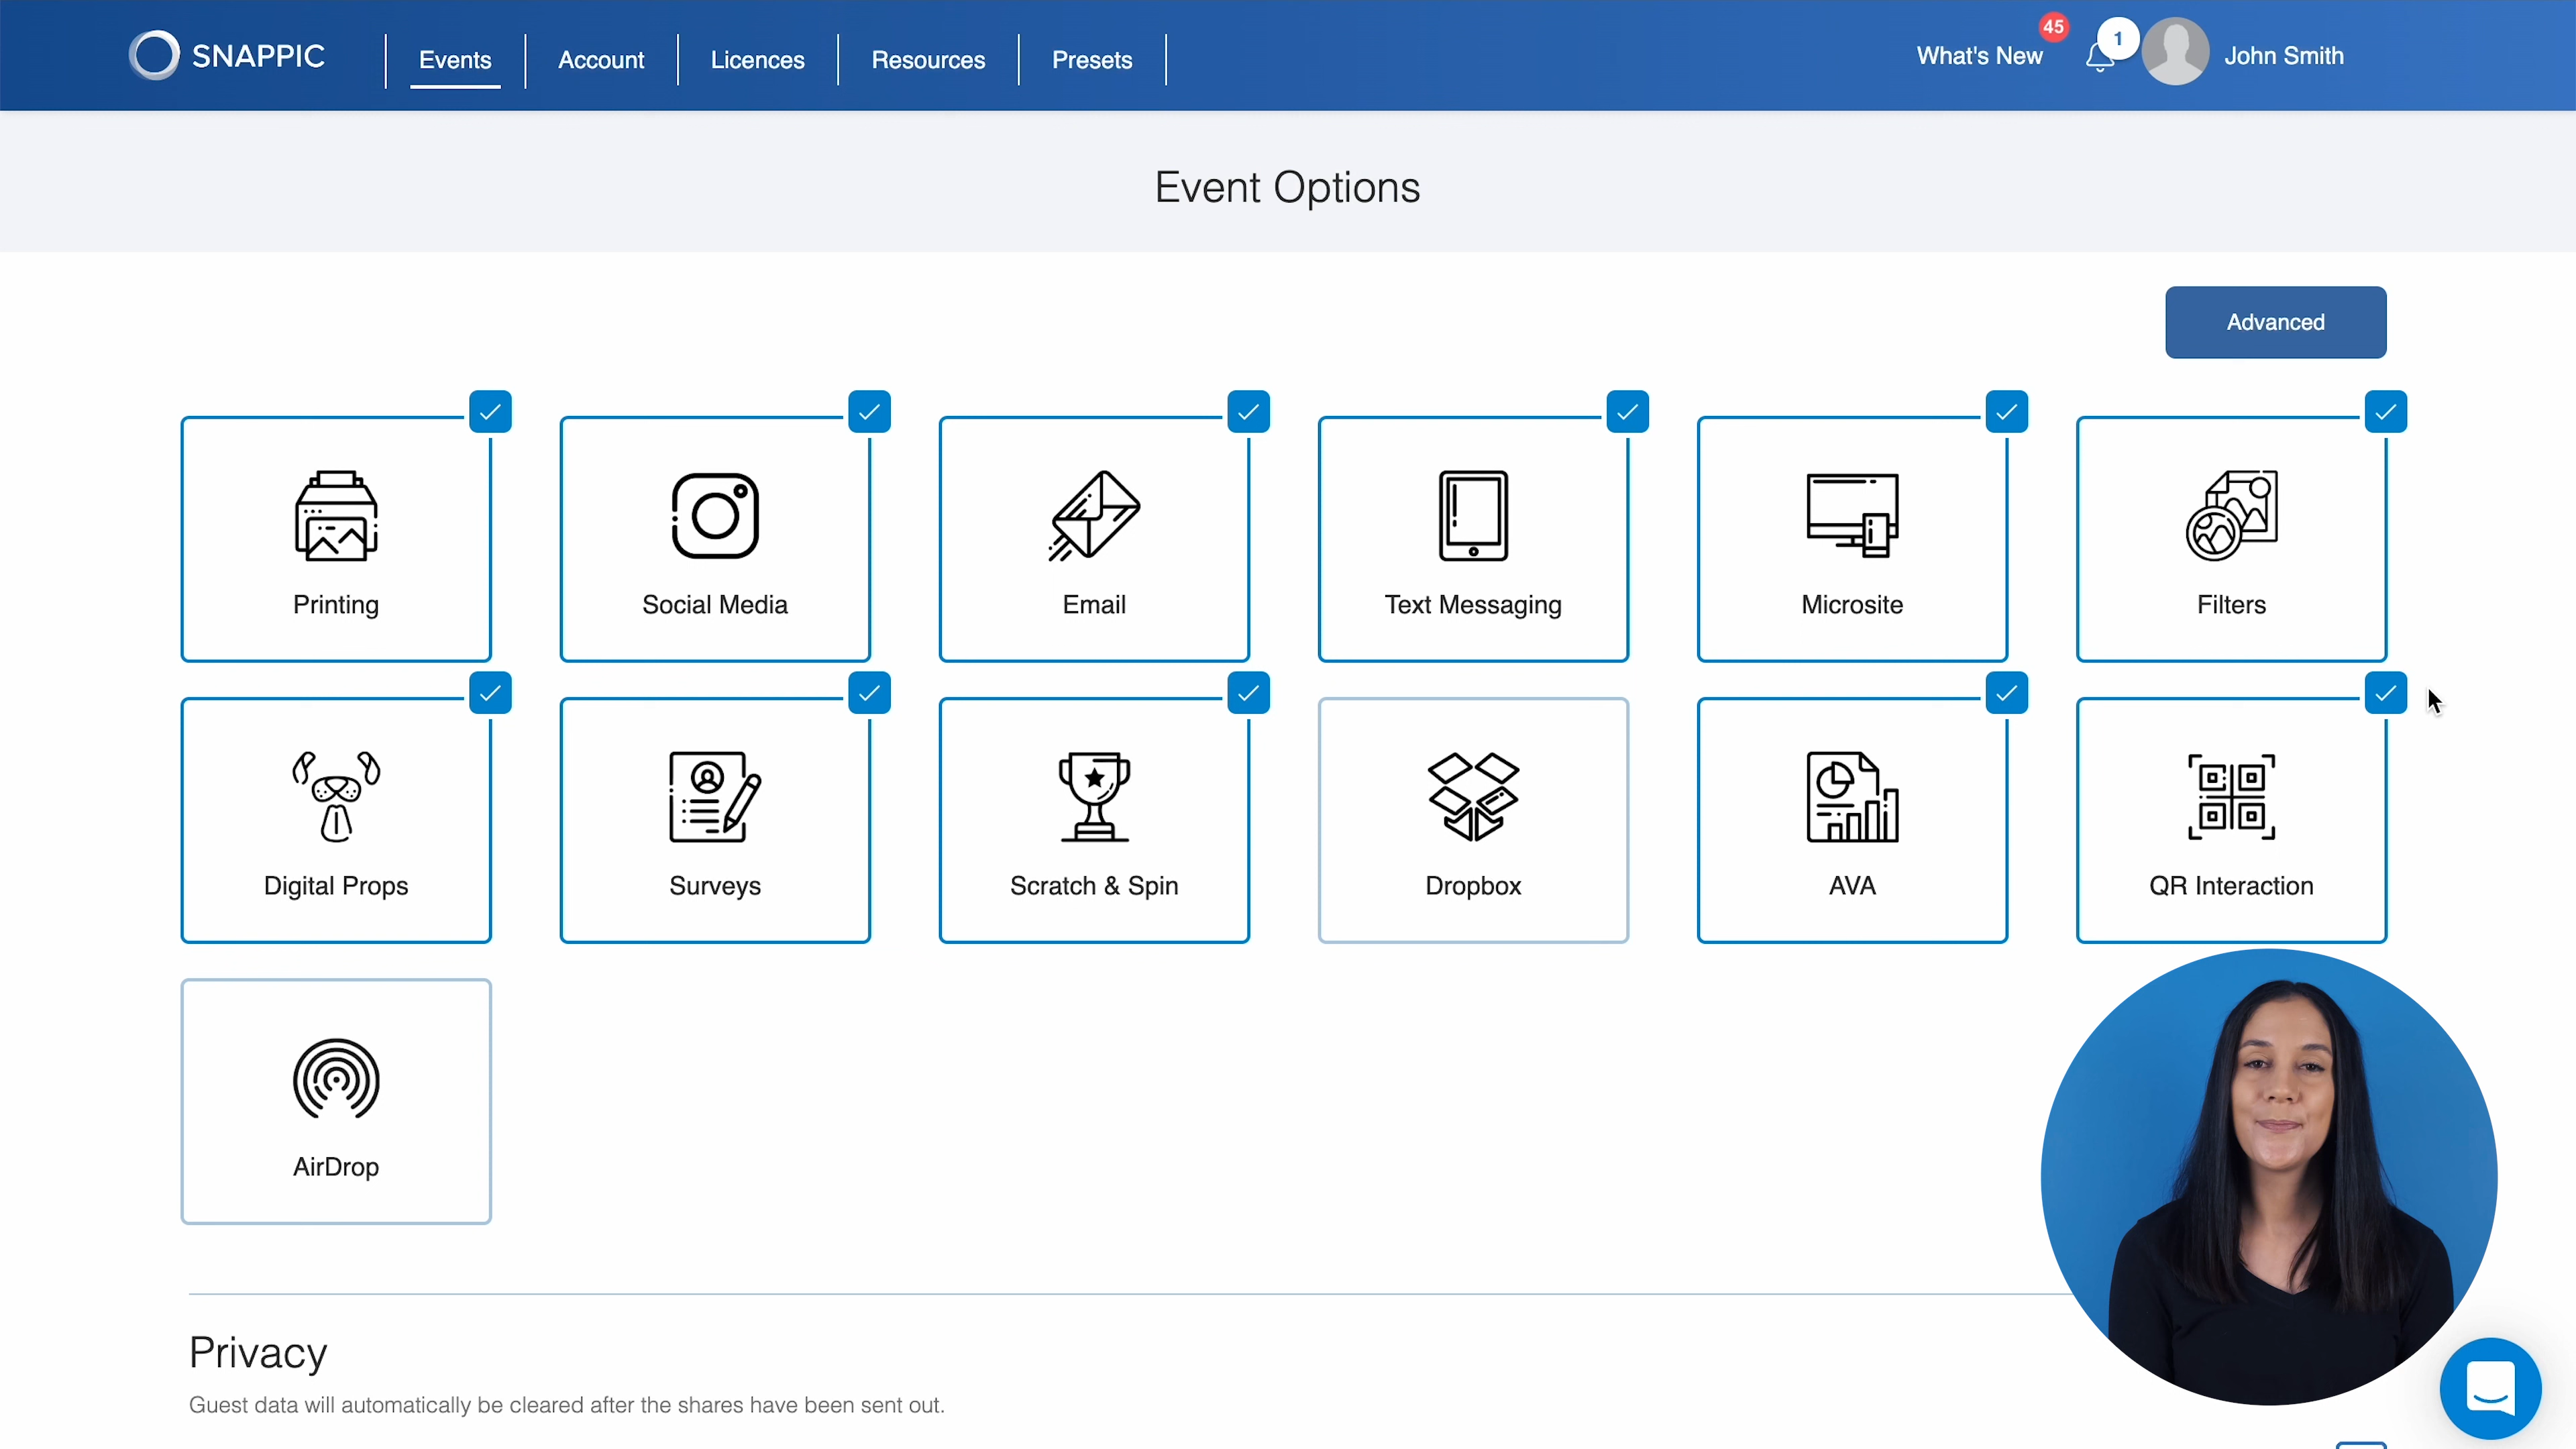 SNAPPIC
Events
Account
Licences
Resources
Presets
What's New
45
1
John Smith
Event Options
Advanced
Printing
Social Media
Email
Text Messaging
Microsite
Filters
Digital Props
Surveys
Scratch & Spin
Dropbox
AVA
QR Interaction
AirDrop
Privacy
Guest data will automatically be cleared after the shares have been sent out.